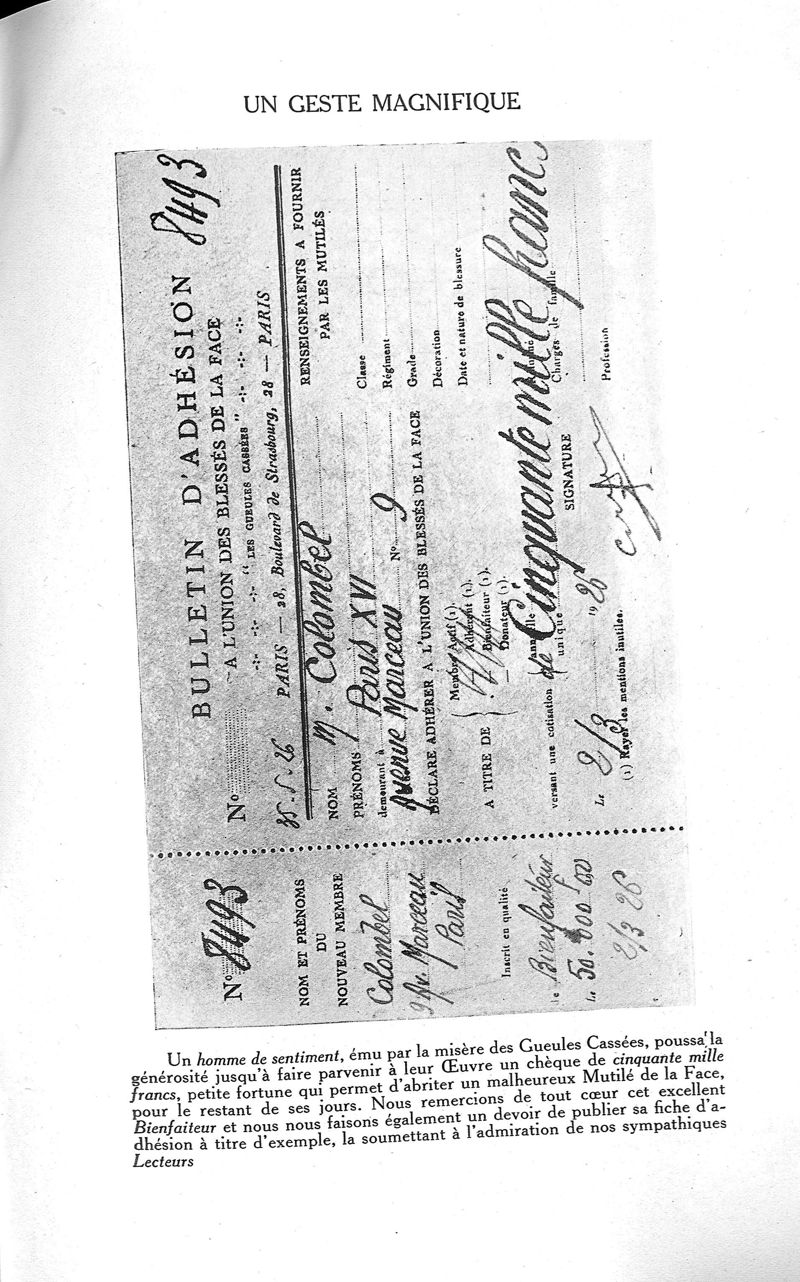 UN GESTE MAGNIFIQUE
BULLETIN D'ADHÉSION
A L'UNION DES BLESSÉS DE LA FACE
-:- -:- -:- “ LES GUEULES CASSÉES ” -:- -:- -:-
PARIS — 28, Boulevard de Strasbourg, 28 — PARIS
No 8493
NOM M. Colombel
PRÉNOMS
demeurant à Paris XVI
Avenue Marceau No 9
DÉCLARE ADHÉRER A L'UNION DES BLESSÉS DE LA FACE
A TITRE DE
Membre Actif (1).
Adhérent (1).
Bienfaiteur (1).
Donateur (1).
versant une cotisation
annuelle
unique
de Cinquante mille francs
Le 2/3 1926
SIGNATURE
(1) Rayer les mentions inutiles.
RENSEIGNEMENTS A FOURNIR
PAR LES MUTILÉS
Classe
Régiment
Grade
Décoration
Date et nature de blessure
Charges de famille
Profession
No 8493
NOM ET PRÉNOMS
DU
NOUVEAU MEMBRE
Colombel
9 Av. Marceau
Paris
Inscrit en qualité
de Bienfaiteur
50.000
Le 2/3 26
Un homme de sentiment, ému par la misère des Gueules Cassées, poussa la
générosité jusqu'à faire parvenir à leur Œuvre un chèque de cinquante mille
francs, petite fortune qui permet d'abriter un malheureux Mutilé de la Face,
pour le restant de ses jours. Nous remercions de tout cœur cet excellent
Bienfaiteur et nous nous faisons également un devoir de publier sa fiche d'a-
dhésion à titre d'exemple, la soumettant à l'admiration de nos sympathiques
Lecteurs